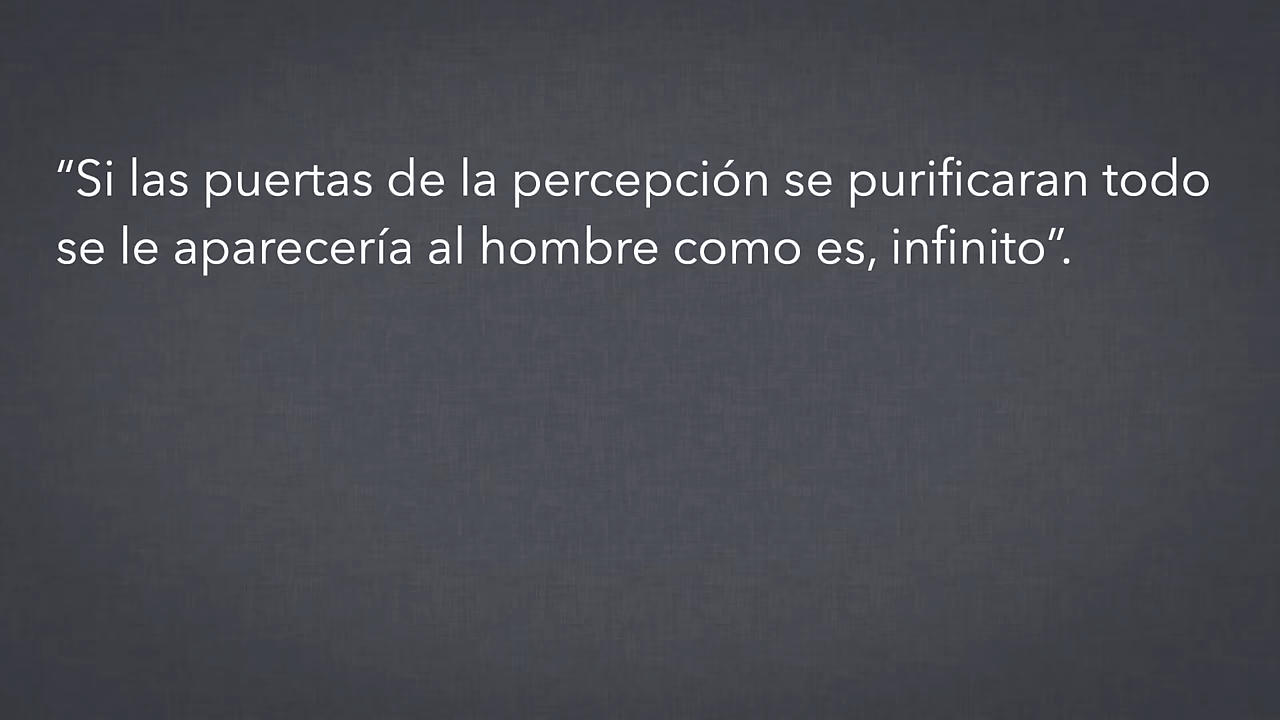 “Si las puertas de la percepción se purificaran todo
se le aparecería al hombre como es, infinito”.